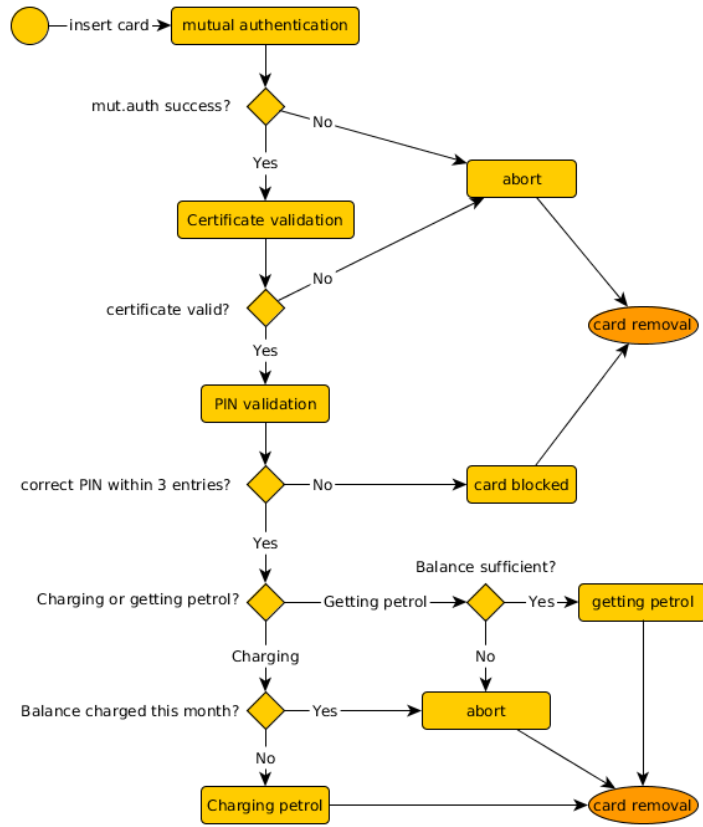 insert card
mutual authentication
mut.auth success?
No
Yes
abort
Certificate validation
No
certificate valid?
card removal
Yes
PIN validation
correct PIN within 3 entries?
No
card blocked
Yes
Balance sufficient?
Charging or getting petrol?
Getting petrol
Yes
getting petrol
Charging
No
Balance charged this month?
Yes
abort
No
Charging petrol
card removal